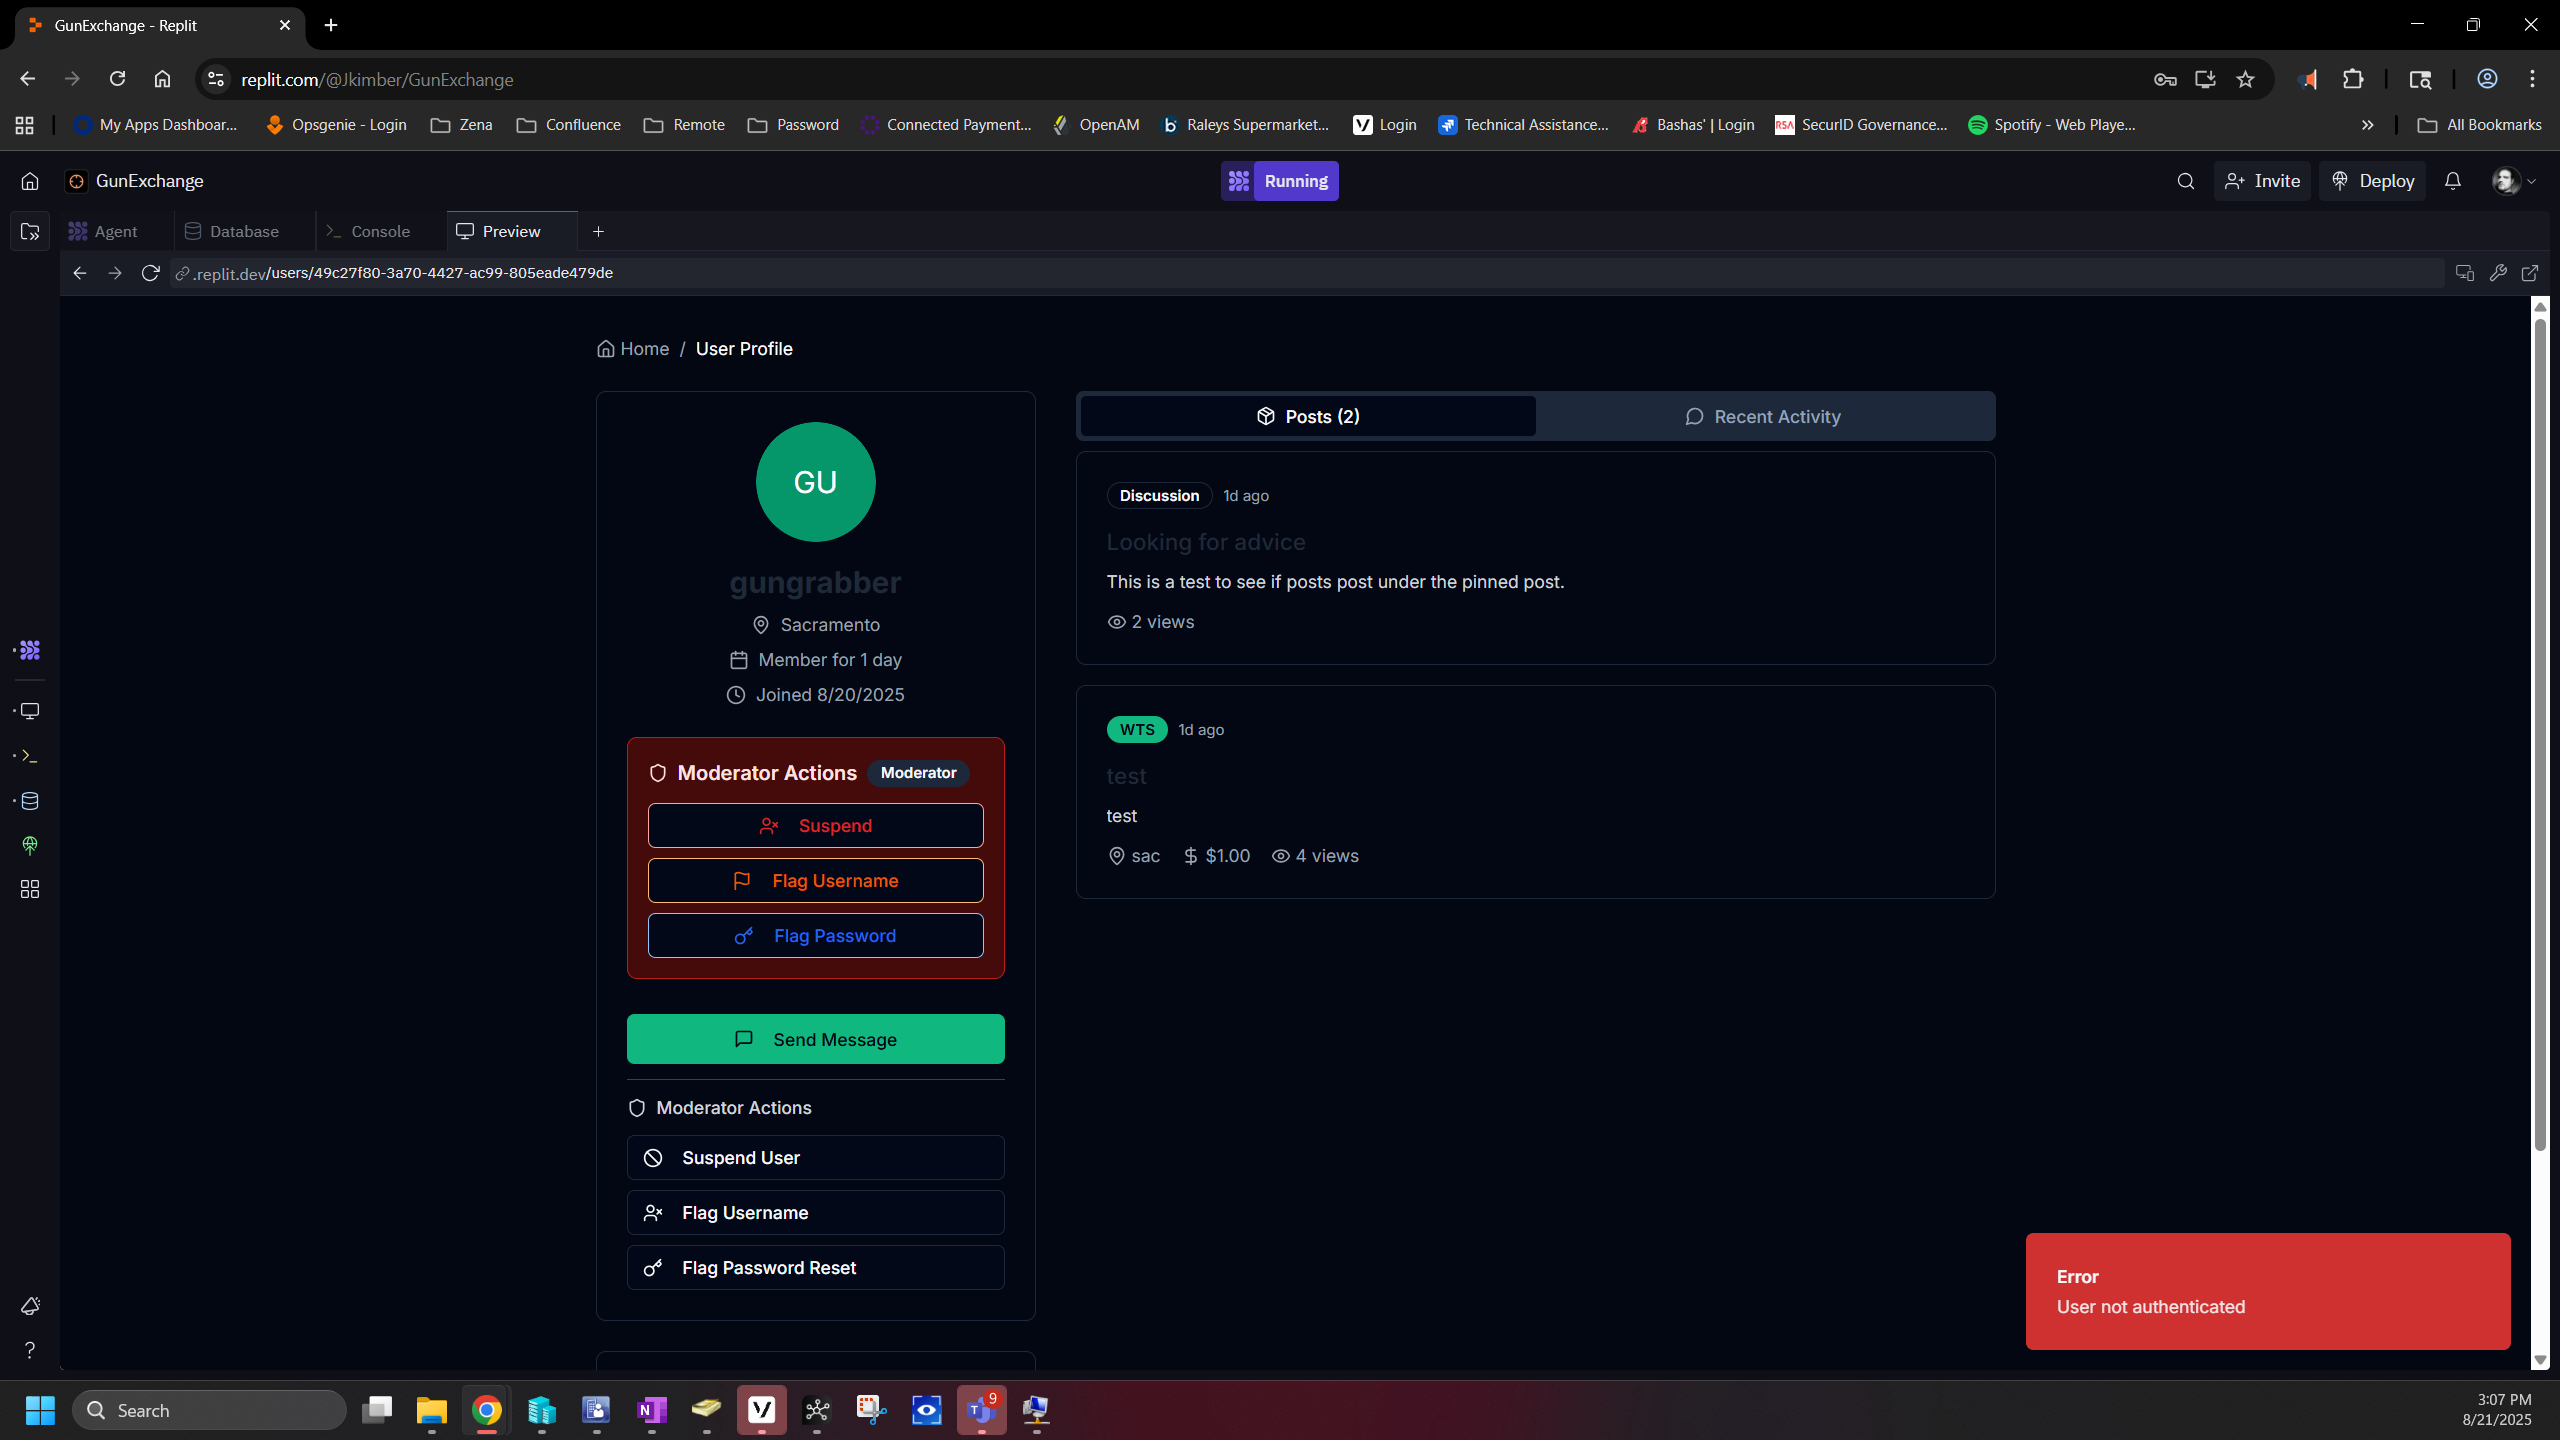 GunExchange - Replit
replit.com/@Jkimber/GunExchange
My Apps Dashboar... Opsgenie - Login Zena Confluence Remote Password Connected Payment... OpenAM Raleys Supermarket... Login Technical Assistance... Bashas' | Login RSA SecurID Governance... Spotify - Web Playe... All Bookmarks
GunExchange Running Invite Deploy
Agent Database Console Preview
.replit.dev/users/49c27f80-3a70-4427-ac99-805eade479de
Home / User Profile
GU
gungrabber
Sacramento
Member for 1 day
Joined 8/20/2025
Moderator Actions Moderator
Suspend
Flag Username
Flag Password
Send Message
Moderator Actions
Suspend User
Flag Username
Flag Password Reset
Posts (2) Recent Activity
Discussion 1d ago
Looking for advice
This is a test to see if posts post under the pinned post.
2 views
WTS 1d ago
test
test
sac $1.00 4 views
Error
User not authenticated
Search
9
3:07 PM
8/21/2025